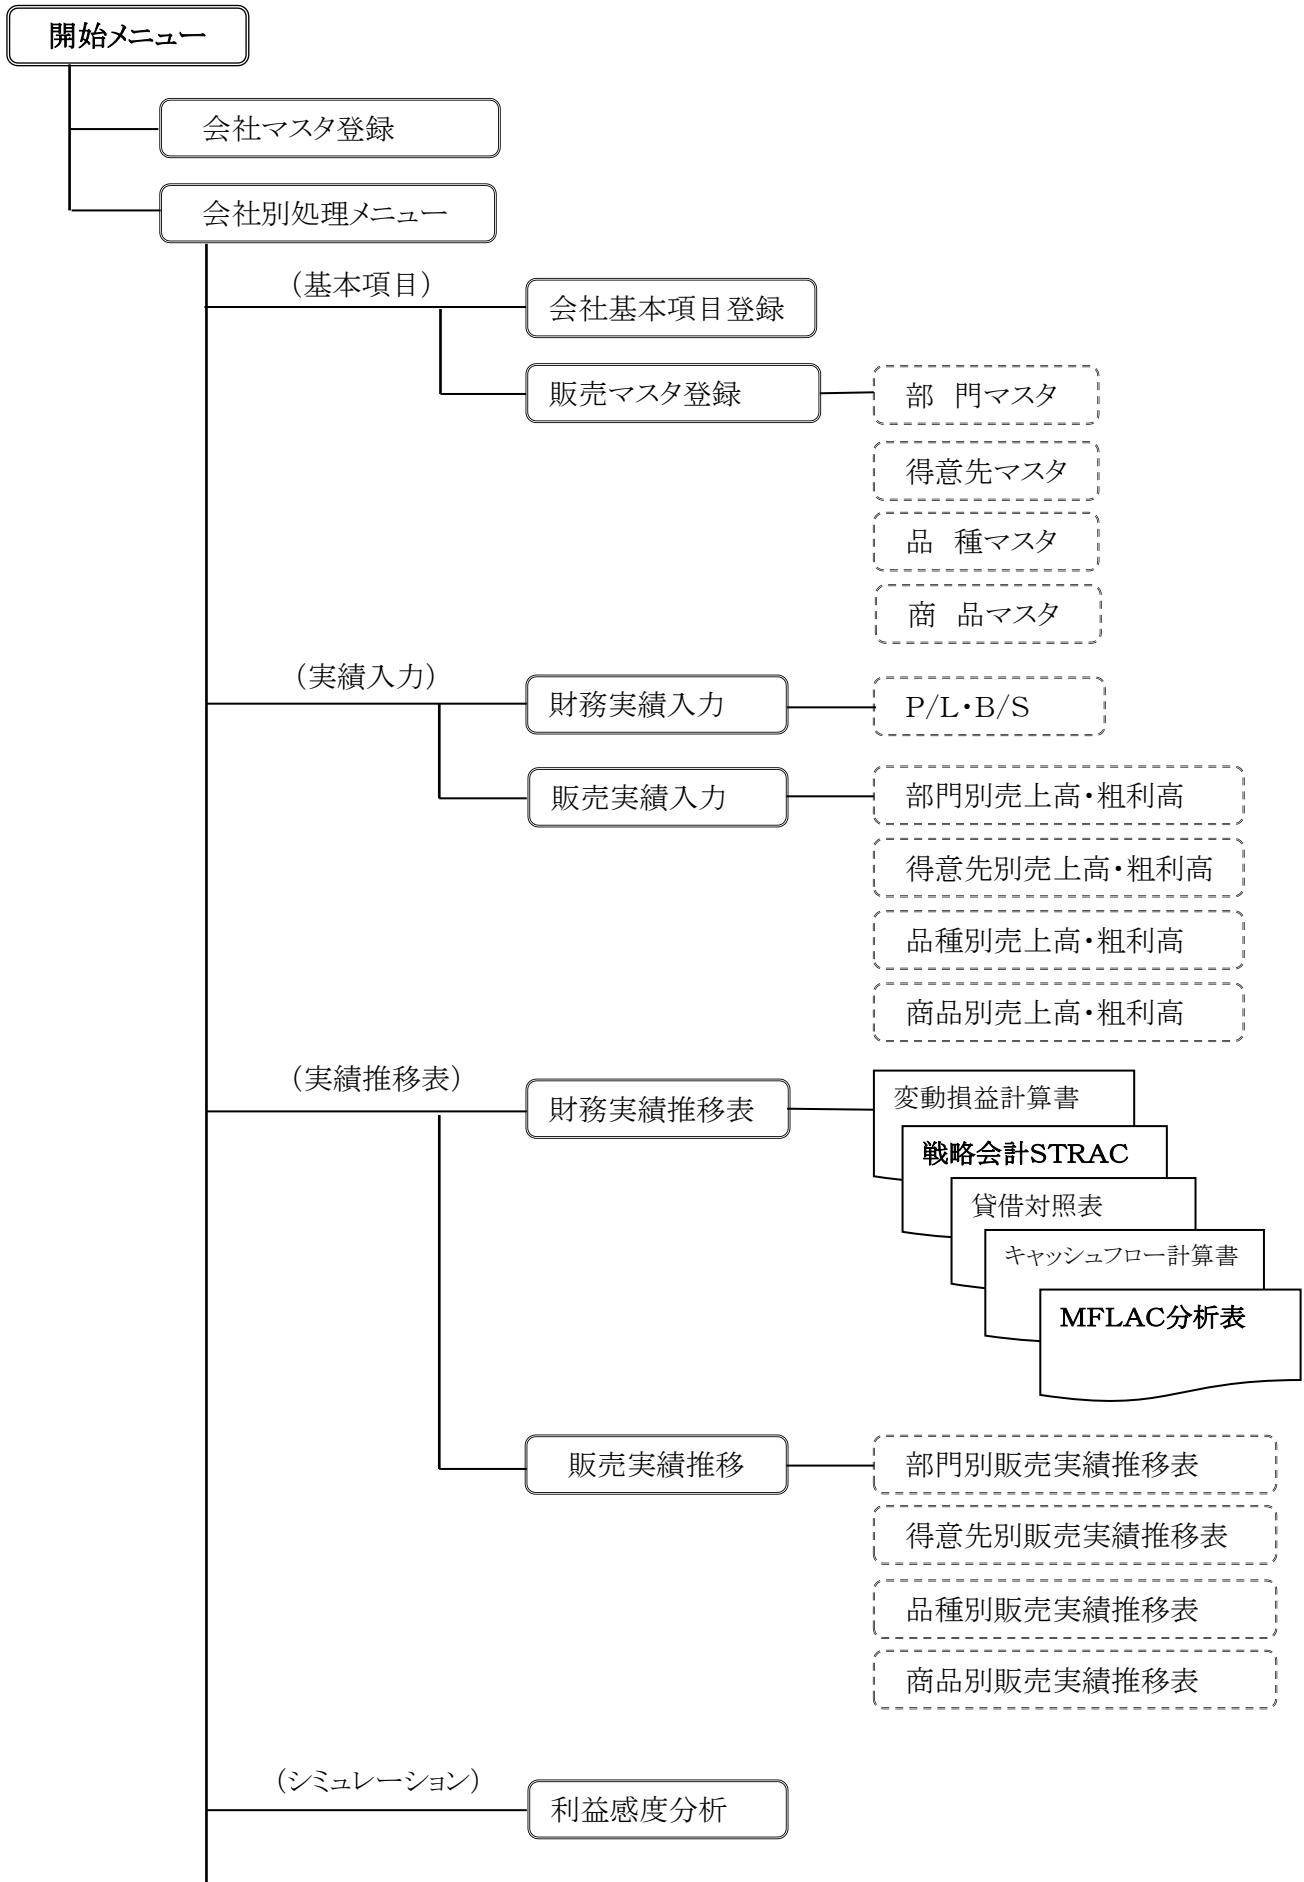 開始メニュー
会社マスタ登録
会社別処理メニュー
（基本項目）
会社基本項目登録
販売マスタ登録
部　門マスタ
得意先マスタ
品　種マスタ
商　品マスタ
（実績入力）
財務実績入力
P/L・B/S
販売実績入力
部門別売上高・粗利高
得意先別売上高・粗利高
品種別売上高・粗利高
商品別売上高・粗利高
（実績推移表）
財務実績推移表
変動損益計算書
戦略会計STRAC
貸借対照表
キャッシュフロー計算書
MFLAC分析表
販売実績推移
部門別販売実績推移表
得意先別販売実績推移表
品種別販売実績推移表
商品別販売実績推移表
（シミュレーション）
利益感度分析